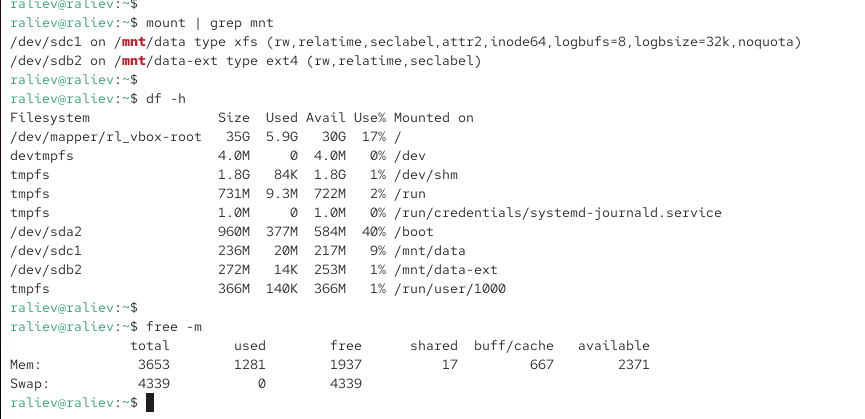 raliev@raliev:~$
raliev@raliev:~$ mount | grep mnt
/dev/sdc1 on /mnt/data type xfs (rw,relatime,seclabel,attr2,inode64,logbufs=8,logbsize=32k,noquota)
/dev/sdb2 on /mnt/data-ext type ext4 (rw,relatime,seclabel)
raliev@raliev:~$
raliev@raliev:~$ df -h
Filesystem                 Size  Used Avail Use% Mounted on
/dev/mapper/rl_vbox-root   35G  5.9G   30G  17% /
devtmpfs                   4.0M     0  4.0M   0% /dev
tmpfs                      1.8G   84K  1.8G   1% /dev/shm
tmpfs                      731M  9.3M  722M   2% /run
tmpfs                      1.0M     0  1.0M   0% /run/credentials/systemd-journald.service
/dev/sda2                  960M  377M  584M  40% /boot
/dev/sdc1                  236M   20M  217M   9% /mnt/data
/dev/sdb2                  272M   14K  253M   1% /mnt/data-ext
tmpfs                      366M  140K  366M   1% /run/user/1000
raliev@raliev:~$
raliev@raliev:~$ free -m
               total        used        free      shared  buff/cache   available
Mem:            3653        1281        1937          17         667        2371
Swap:           4339           0        4339
raliev@raliev:~$